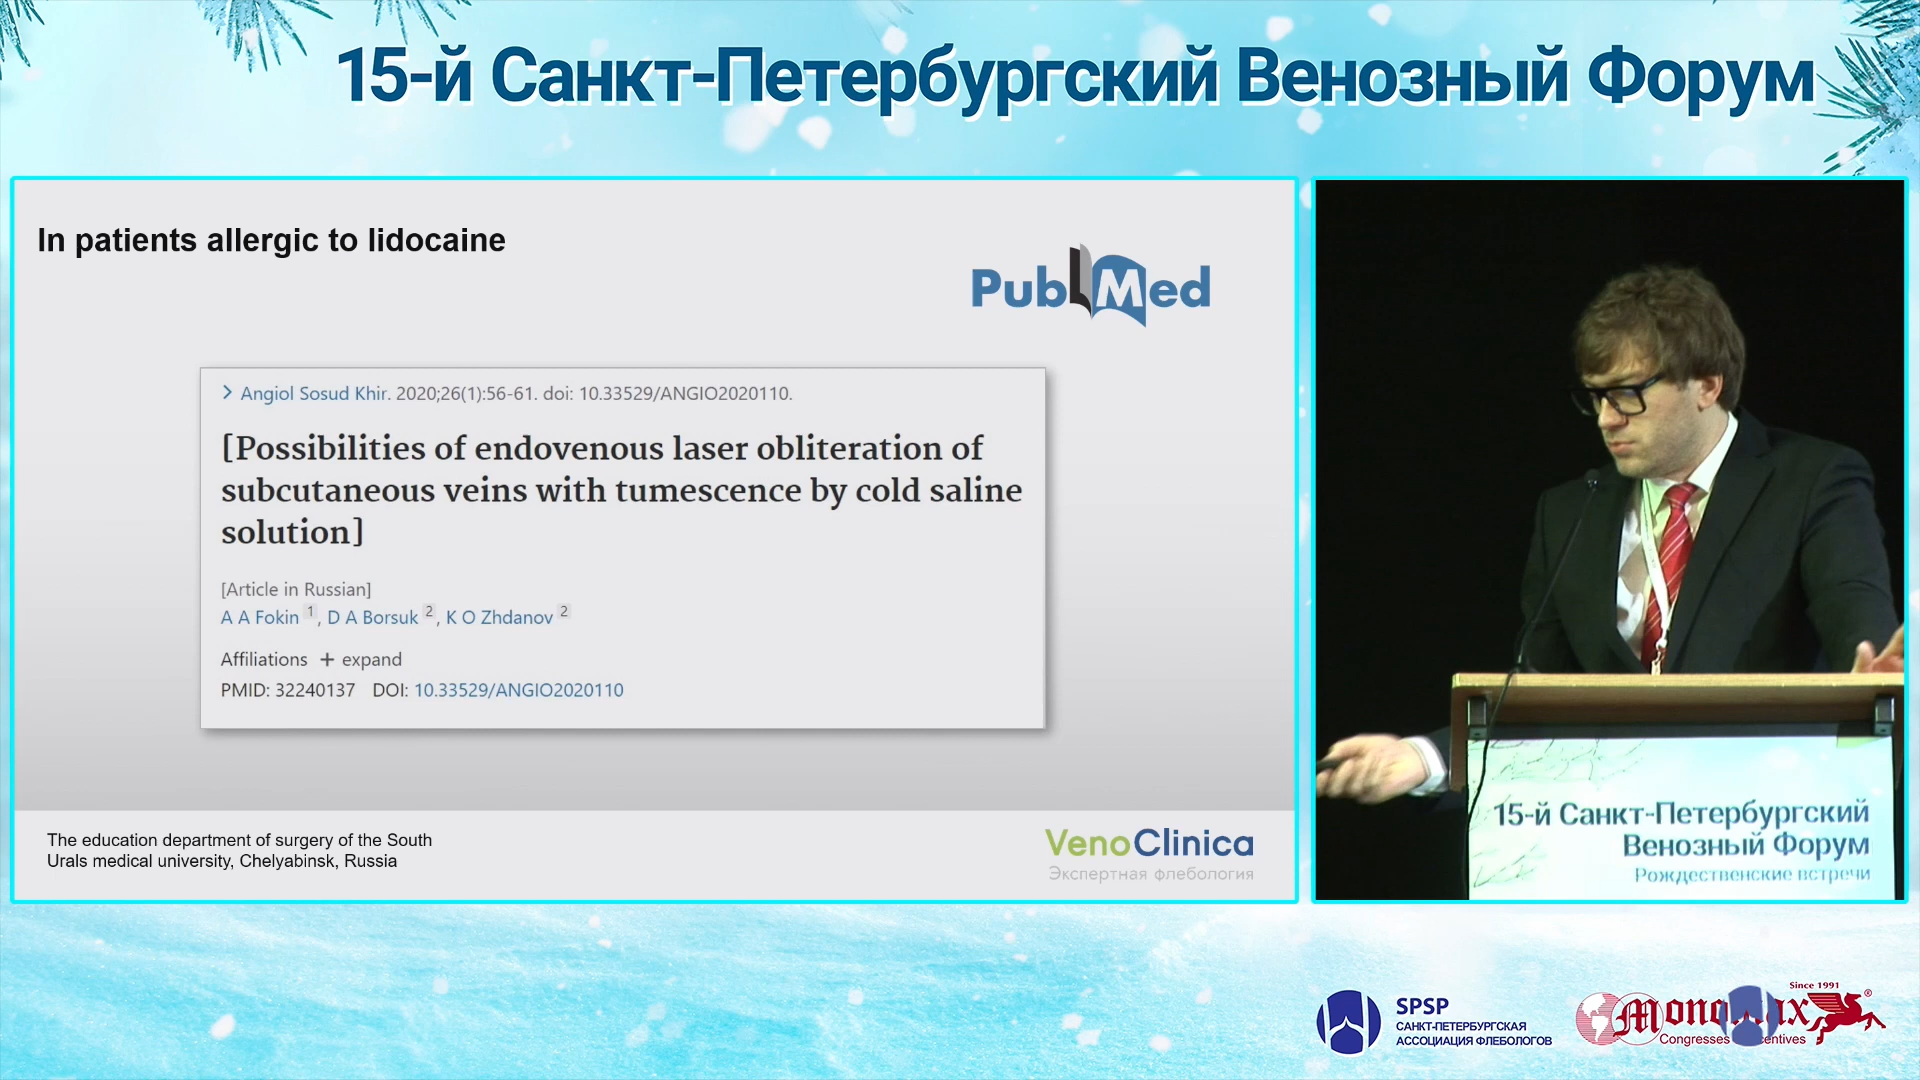 15-й Санкт-Петербургский Венозный Форум
In patients allergic to lidocaine
PubMed
Angiol Sosud Khir. 2020;26(1):56-61. doi: 10.33529/ANGIO2020110.
[Possibilities of endovenous laser obliteration of
subcutaneous veins with tumescence by cold saline
solution]
[Article in Russian]
A A Fokin 1, D A Borsuk 2, K O Zhdanov 2
Affiliations + expand
PMID: 32240137 DOI: 10.33529/ANGIO2020110
The education department of surgery of the South
Urals medical university, Chelyabinsk, Russia
VenoClinica
Экспертная флебология
15-й Санкт-Петербургский
Венозный Форум
Рождественские встречи
SPSP
САНКТ-ПЕТЕРБУРГСКАЯ
АССОЦИАЦИЯ ФЛЕБОЛОГОВ
Since 1991
Congresses